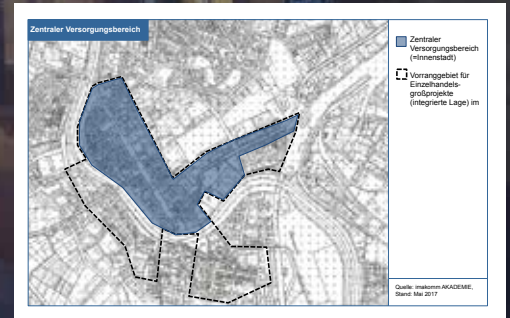 Zentraler Versorgungsbereich
Zentraler
Versorgungsbereich
(=Innenstadt)
Vorranggebiet für
Einzelhandels-
großprojekte
(integrierte Lage) im
Quelle: imakomm AKADEMIE,
Stand: Mai 2017